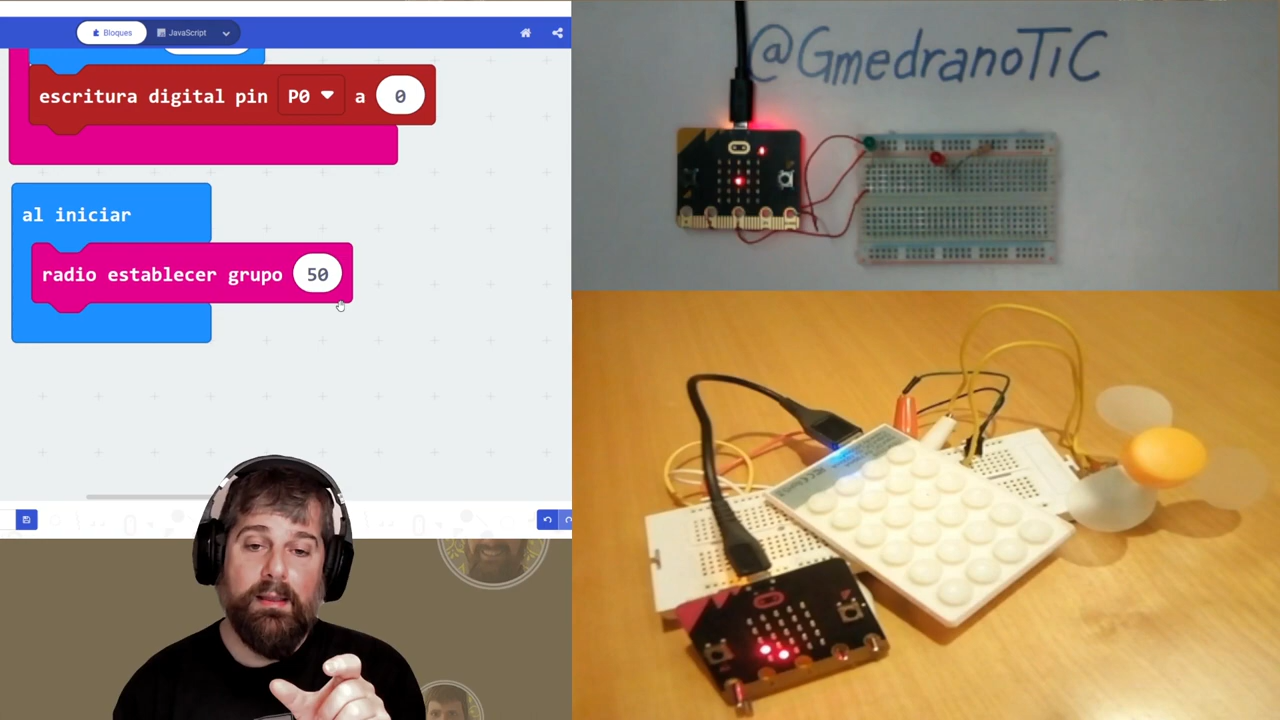 Bloques
JavaScript
escritura digital pin P0 a 0
al iniciar
radio establecer grupo 50
@GmedranoTIC